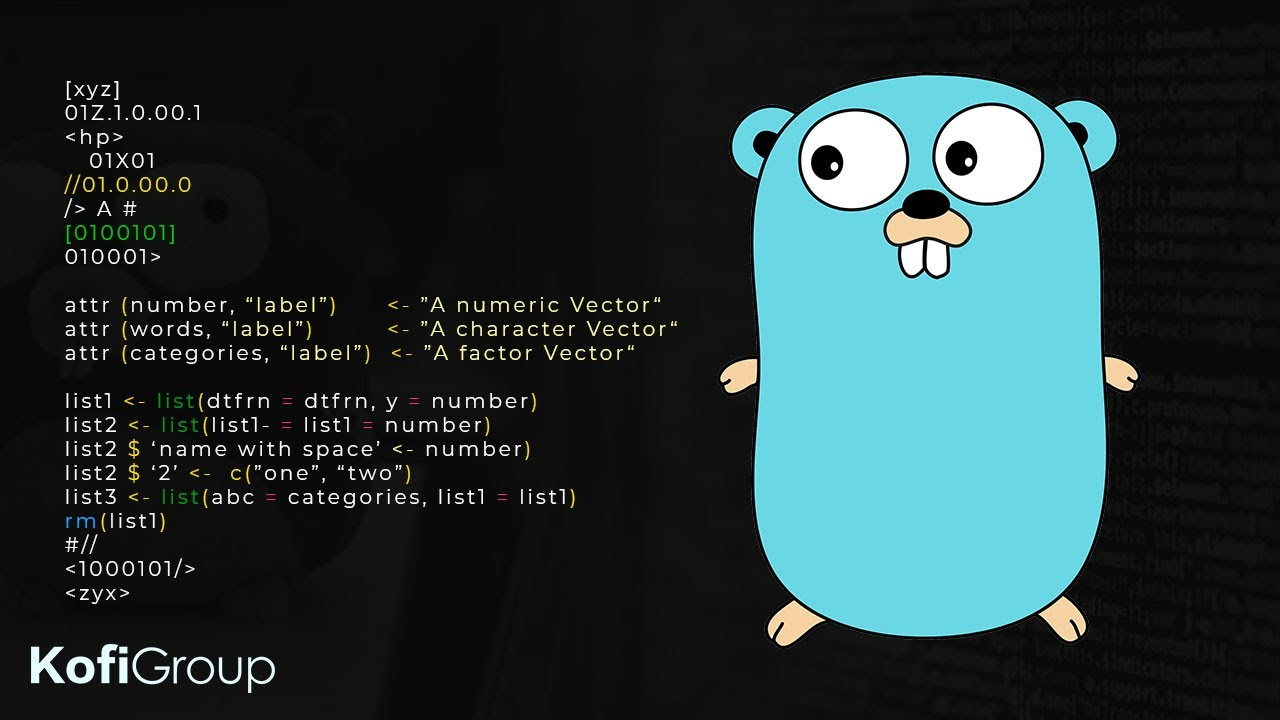 [xyz]
01Z.1.0.00.1
<hp>
01X01
//01.0.00.0
/> A #
[0100101]
010001>
attr (number, “label”) <- ”A numeric Vector“
attr (words, “label”) <- ”A character Vector“
attr (categories, “label”) <- ”A factor Vector“
list1 <- list(dtfrn = dtfrn, y = number)
list2 <- list(list1- = list1 = number)
list2 $ ‘name with space’ <- number)
list2 $ ‘2’ <- c(”one”, “two”)
list3 <- list(abc = categories, list1 = list1)
rm(list1)
#//
<1000101/>
<zyx>
KofiGroup